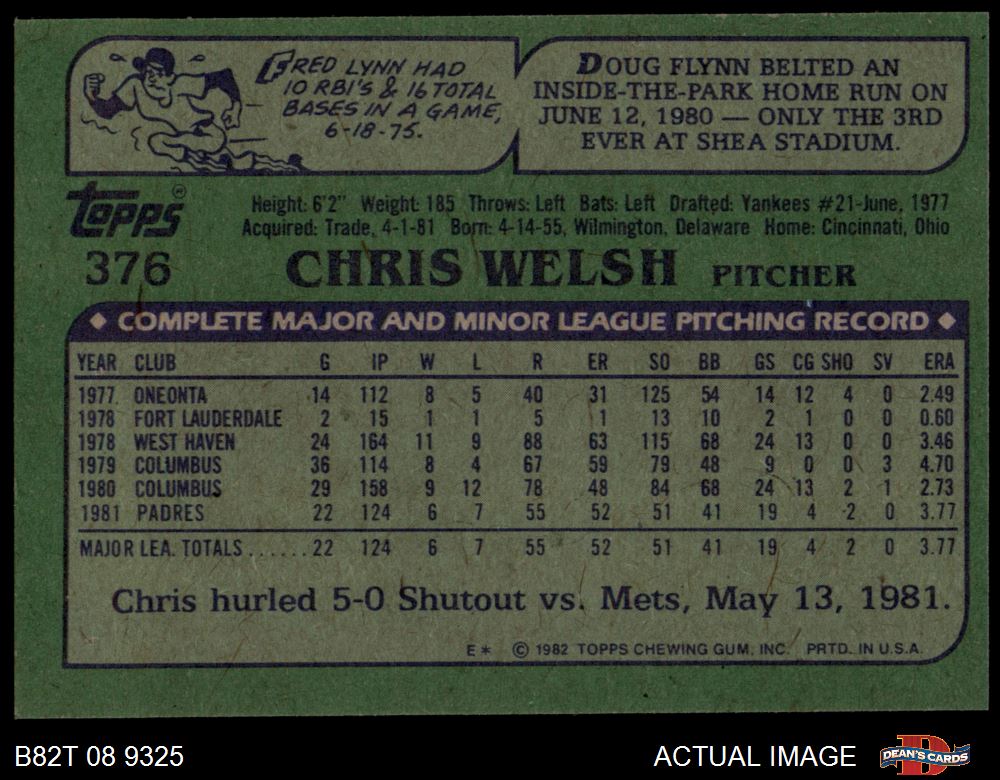 FRED LYNN HAD
10 RBI'S & 16 TOTAL
BASES IN A GAME,
6-18-75.
DOUG FLYNN BELTED AN
INSIDE-THE-PARK HOME RUN ON
JUNE 12, 1980 — ONLY THE 3RD
EVER AT SHEA STADIUM.
topps®
Height: 6'2" Weight: 185 Throws: Left Bats: Left Drafted: Yankees #21-June, 1977
Acquired: Trade, 4-1-81 Born: 4-14-55, Wilmington, Delaware Home: Cincinnati, Ohio
376 CHRIS WELSH PITCHER
◆ COMPLETE MAJOR AND MINOR LEAGUE PITCHING RECORD ◆
YEAR CLUB G IP W L R ER SO BB GS CG SHO SV ERA
1977 ONEONTA 14 112 8 5 40 31 125 54 14 12 4 0 2.49
1978 FORT LAUDERDALE 2 15 1 1 5 1 13 10 2 1 0 0 0.60
1978 WEST HAVEN 24 164 11 9 88 63 115 68 24 13 0 0 3.46
1979 COLUMBUS 36 114 8 4 67 59 79 48 9 0 0 3 4.70
1980 COLUMBUS 29 158 9 12 78 48 84 68 24 13 2 1 2.73
1981 PADRES 22 124 6 7 55 52 51 41 19 4 2 0 3.77
MAJOR LEA. TOTALS......22 124 6 7 55 52 51 41 19 4 2 0 3.77
Chris hurled 5-0 Shutout vs. Mets, May 13, 1981.
E* © 1982 TOPPS CHEWING GUM, INC. PRTD. IN U.S.A.
B82T 08 9325 ACTUAL IMAGE DEAN'S CARDS